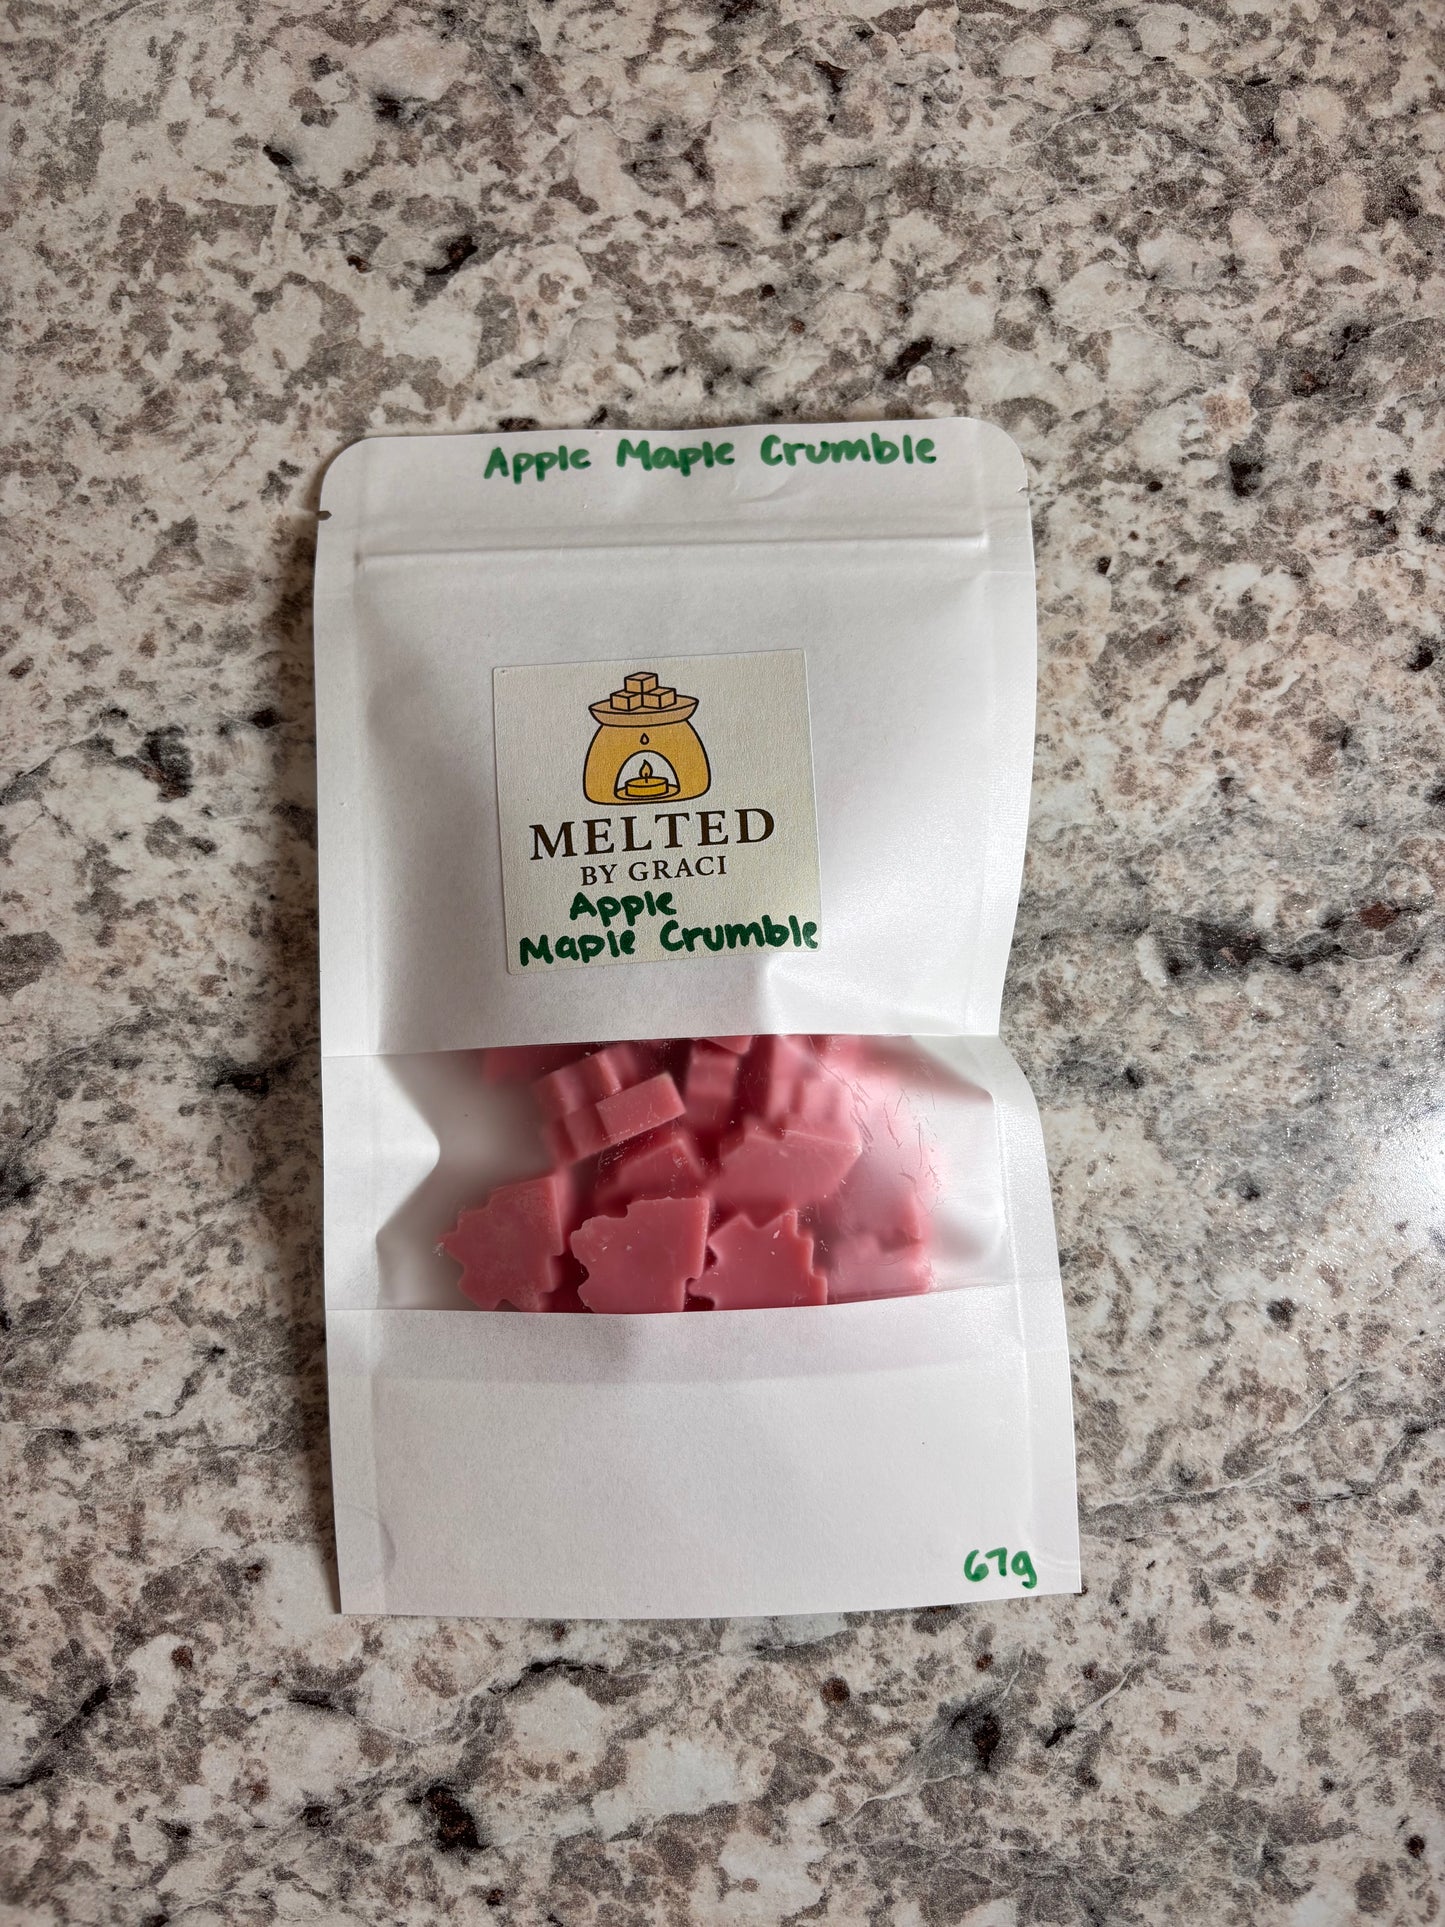 Apple Maple Crumble
MELTED
BY GRACI
Apple
Maple Crumble
67g